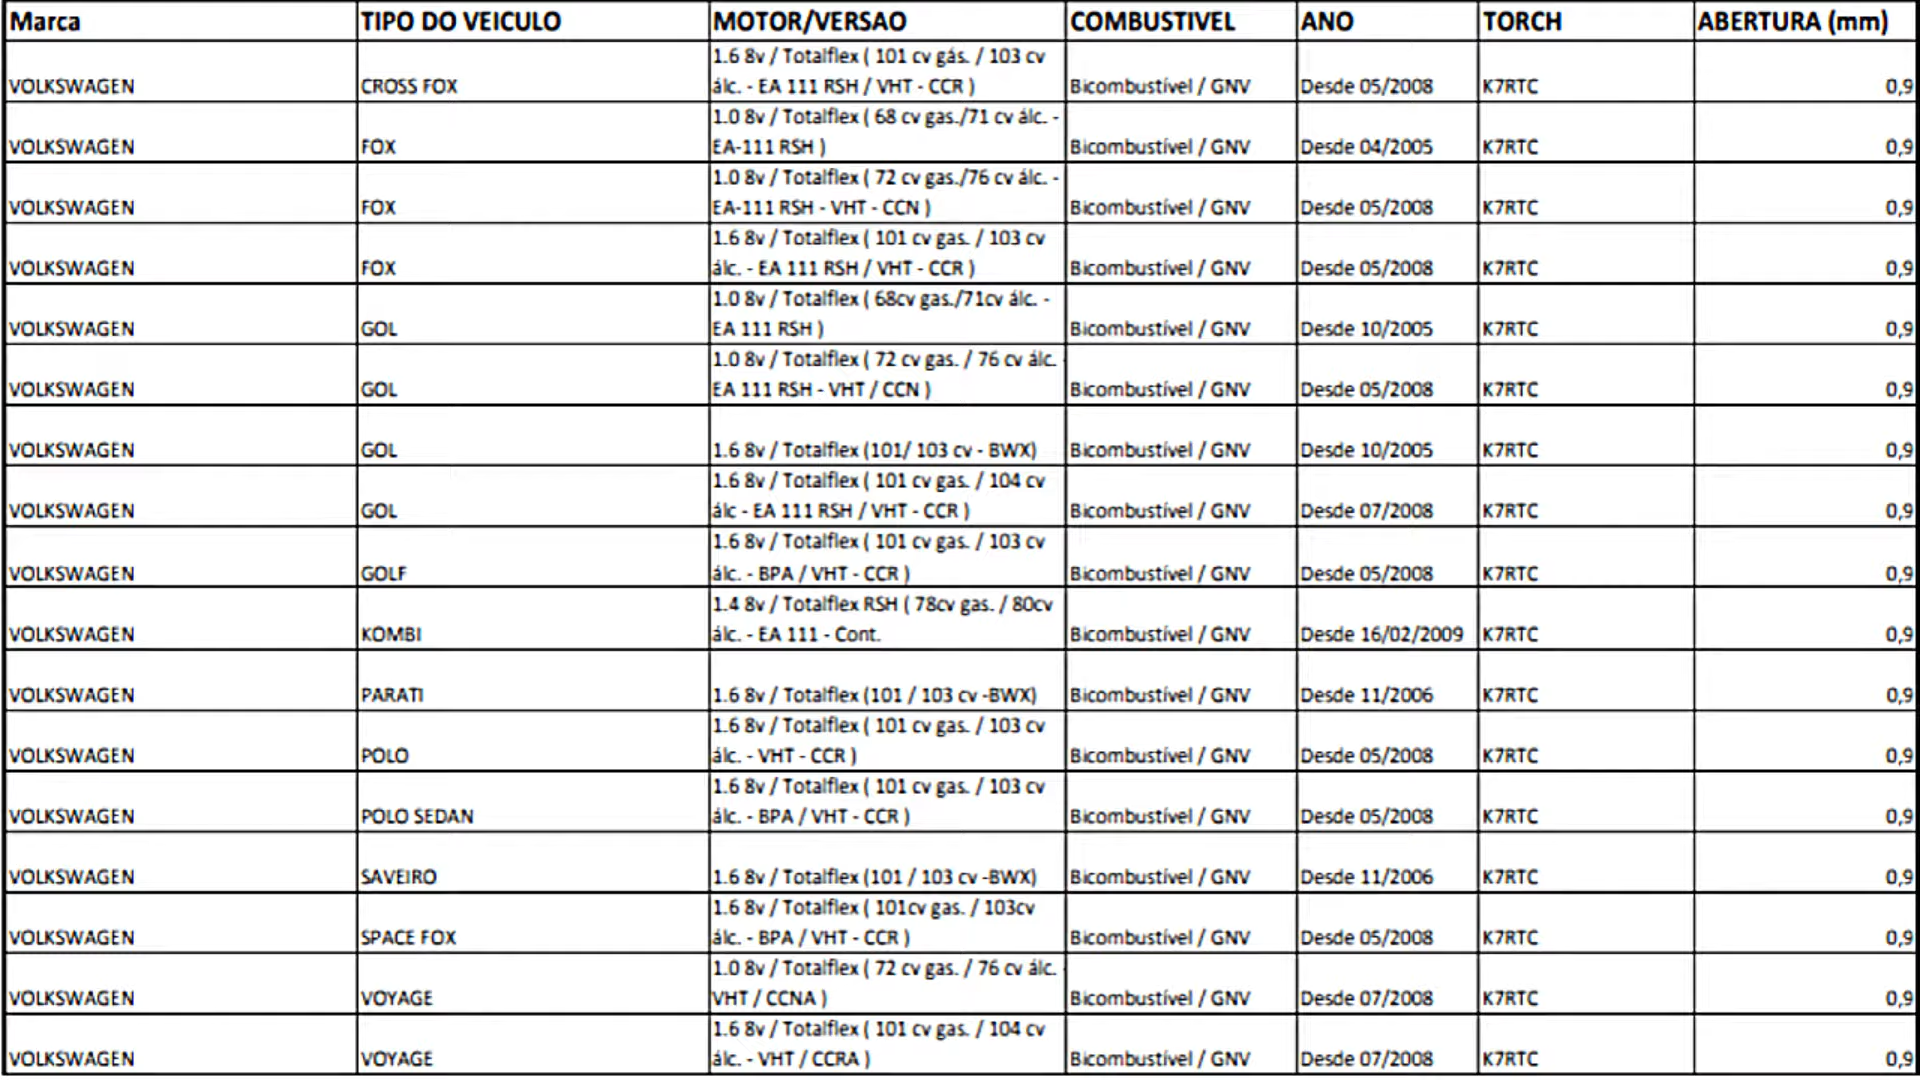 Marca TIPO DO VEICULO MOTOR/VERSAO COMBUSTIVEL ANO TORCH ABERTURA (mm)
1.6 8v / Totalflex ( 101 cv gás. / 103 cv
VOLKSWAGEN CROSS FOX álc. - EA 111 RSH / VHT - CCR ) Bicombustível / GNV Desde 05/2008 K7RTC 0,9
1.0 8v / Totalflex ( 68 cv gas./71 cv álc. -
VOLKSWAGEN FOX EA-111 RSH ) Bicombustível / GNV Desde 04/2005 K7RTC 0,9
1.0 8v / Totalflex ( 72 cv gas./76 cv álc. -
VOLKSWAGEN FOX EA-111 RSH - VHT - CCN ) Bicombustível / GNV Desde 05/2008 K7RTC 0,9
1.6 8v / Totalflex ( 101 cv gas. / 103 cv
VOLKSWAGEN FOX álc. - EA 111 RSH / VHT - CCR ) Bicombustível / GNV Desde 05/2008 K7RTC 0,9
1.0 8v / Totalflex ( 68cv gas./71cv álc. -
VOLKSWAGEN GOL EA 111 RSH ) Bicombustível / GNV Desde 10/2005 K7RTC 0,9
1.0 8v / Totalflex ( 72 cv gas. / 76 cv álc. -
VOLKSWAGEN GOL EA 111 RSH - VHT / CCN ) Bicombustível / GNV Desde 05/2008 K7RTC 0,9
VOLKSWAGEN GOL 1.6 8v / Totalflex (101/ 103 cv - BWX) Bicombustível / GNV Desde 10/2005 K7RTC 0,9
1.6 8v / Totalflex ( 101 cv gas. / 104 cv
VOLKSWAGEN GOL álc - EA 111 RSH / VHT - CCR ) Bicombustível / GNV Desde 07/2008 K7RTC 0,9
1.6 8v / Totalflex ( 101 cv gas. / 103 cv
VOLKSWAGEN GOLF álc. - BPA / VHT - CCR ) Bicombustível / GNV Desde 05/2008 K7RTC 0,9
1.4 8v / Totalflex RSH ( 78cv gas. / 80cv
VOLKSWAGEN KOMBI álc. - EA 111 - Cont. Bicombustível / GNV Desde 16/02/2009 K7RTC 0,9
VOLKSWAGEN PARATI 1.6 8v / Totalflex (101 / 103 cv -BWX) Bicombustível / GNV Desde 11/2006 K7RTC 0,9
1.6 8v / Totalflex ( 101 cv gas. / 103 cv
VOLKSWAGEN POLO álc. - VHT - CCR ) Bicombustível / GNV Desde 05/2008 K7RTC 0,9
1.6 8v / Totalflex ( 101 cv gas. / 103 cv
VOLKSWAGEN POLO SEDAN álc. - BPA / VHT - CCR ) Bicombustível / GNV Desde 05/2008 K7RTC 0,9
VOLKSWAGEN SAVEIRO 1.6 8v / Totalflex (101 / 103 cv -BWX) Bicombustível / GNV Desde 11/2006 K7RTC 0,9
1.6 8v / Totalflex ( 101cv gas. / 103cv
VOLKSWAGEN SPACE FOX álc. - BPA / VHT - CCR ) Bicombustível / GNV Desde 05/2008 K7RTC 0,9
1.0 8v / Totalflex ( 72 cv gas. / 76 cv álc. -
VOLKSWAGEN VOYAGE VHT / CCNA ) Bicombustível / GNV Desde 07/2008 K7RTC 0,9
1.6 8v / Totalflex ( 101 cv gas. / 104 cv
VOLKSWAGEN VOYAGE álc. - VHT / CCRA ) Bicombustível / GNV Desde 07/2008 K7RTC 0,9